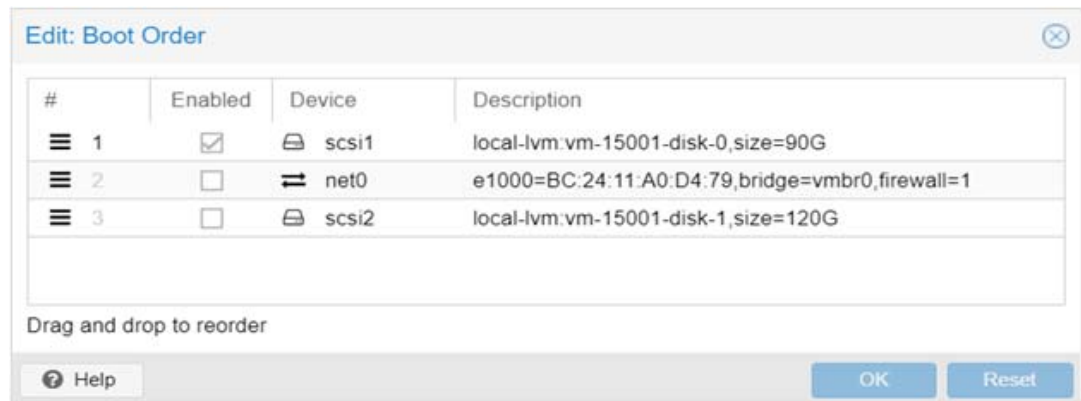 Edit: Boot Order
# Enabled Device Description
1 scsi1 local-lvm:vm-15001-disk-0,size=90G
2 net0 e1000=BC:24:11:A0:D4:79,bridge=vmbr0,firewall=1
3 scsi2 local-lvm:vm-15001-disk-1,size=120G
Drag and drop to reorder
Help OK Reset